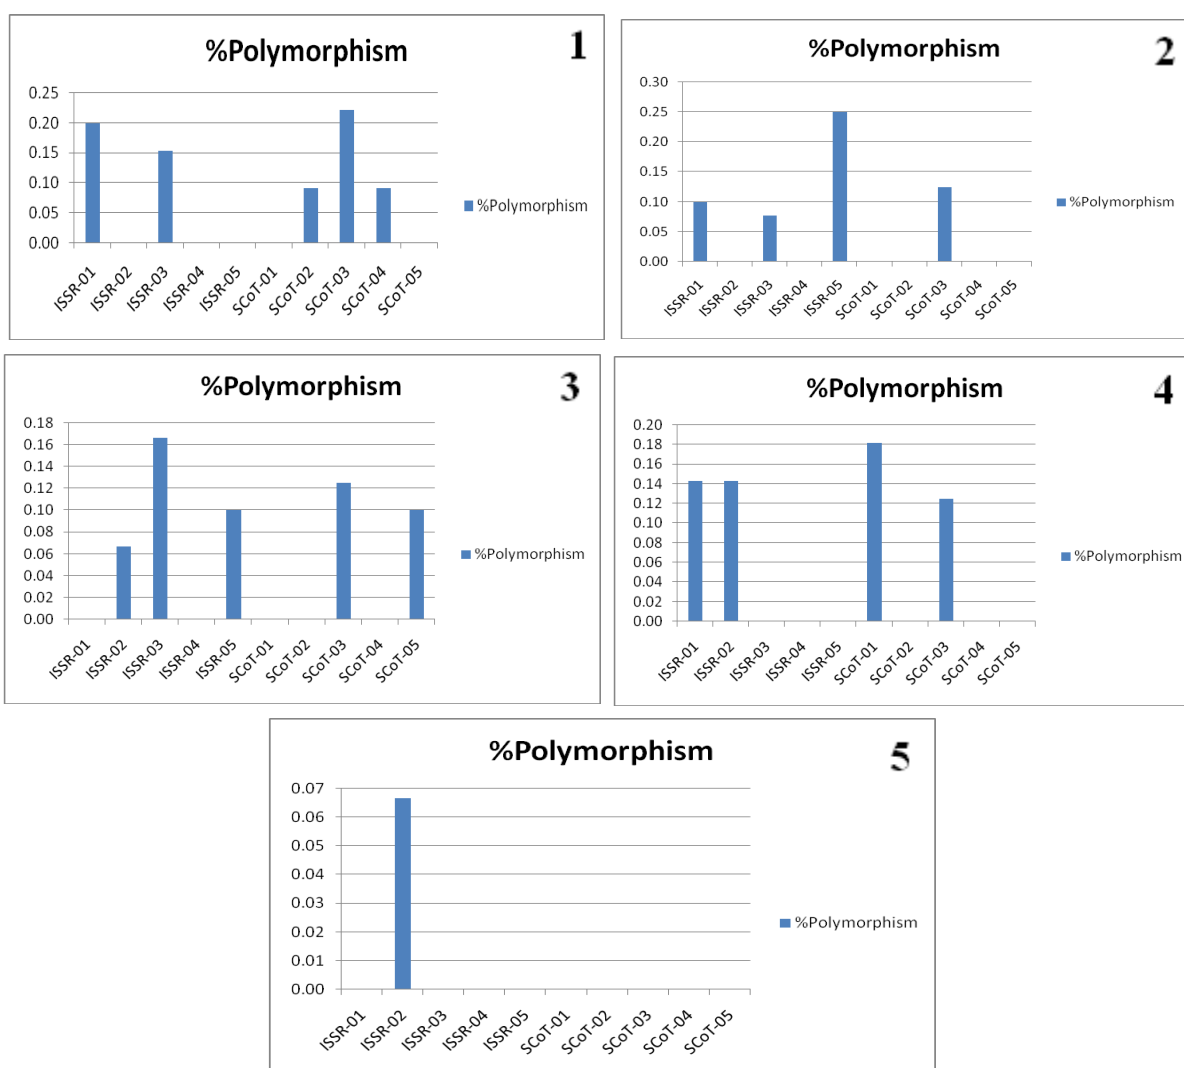 %Polymorphism
1
0.25
0.20
0.15
0.10
0.05
0.00
ISSR-01
ISSR-02
ISSR-03
ISSR-04
ISSR-05
SCoT-01
SCoT-02
SCoT-03
SCoT-04
SCoT-05
%Polymorphism
%Polymorphism
2
0.30
0.25
0.20
0.15
0.10
0.05
0.00
ISSR-01
ISSR-02
ISSR-03
ISSR-04
ISSR-05
SCoT-01
SCoT-02
SCoT-03
SCoT-04
SCoT-05
%Polymorphism
%Polymorphism
3
0.18
0.16
0.14
0.12
0.10
0.08
0.06
0.04
0.02
0.00
ISSR-01
ISSR-02
ISSR-03
ISSR-04
ISSR-05
SCoT-01
SCoT-02
SCoT-03
SCoT-04
SCoT-05
%Polymorphism
%Polymorphism
4
0.20
0.18
0.16
0.14
0.12
0.10
0.08
0.06
0.04
0.02
0.00
ISSR-01
ISSR-02
ISSR-03
ISSR-04
ISSR-05
SCoT-01
SCoT-02
SCoT-03
SCoT-04
SCoT-05
%Polymorphism
%Polymorphism
5
0.07
0.06
0.05
0.04
0.03
0.02
0.01
0.00
ISSR-01
ISSR-02
ISSR-03
ISSR-04
ISSR-05
SCoT-01
SCoT-02
SCoT-03
SCoT-04
SCoT-05
%Polymorphism